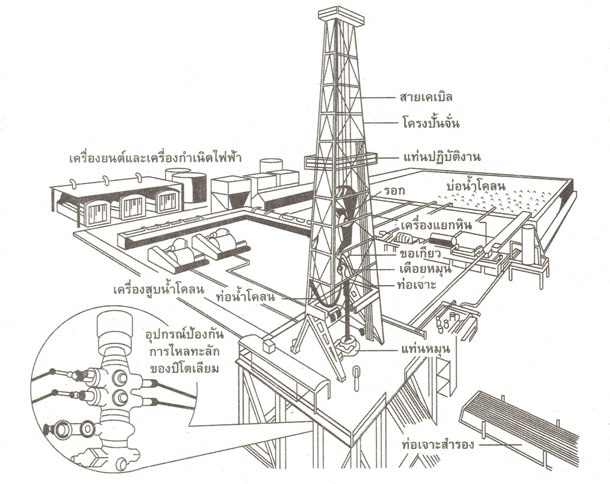 สายเคเบิล
โครงปั้นจั่น
เครื่องยนต์และเครื่องกำเนิดไฟฟ้า
แท่นปฏิบัติงาน
รอก
บ่อน้ำโคลน
เครื่องแยกหิน
ขอเกี่ยว
เดือยหมุน
เครื่องสูบน้ำโคลน
ท่อน้ำโคลน
ท่อเจาะ
อุปกรณ์ป้องกัน
การไหลทะลัก
ของปิโตเลียม
แท่นหมุน
ท่อเจาะสำรอง